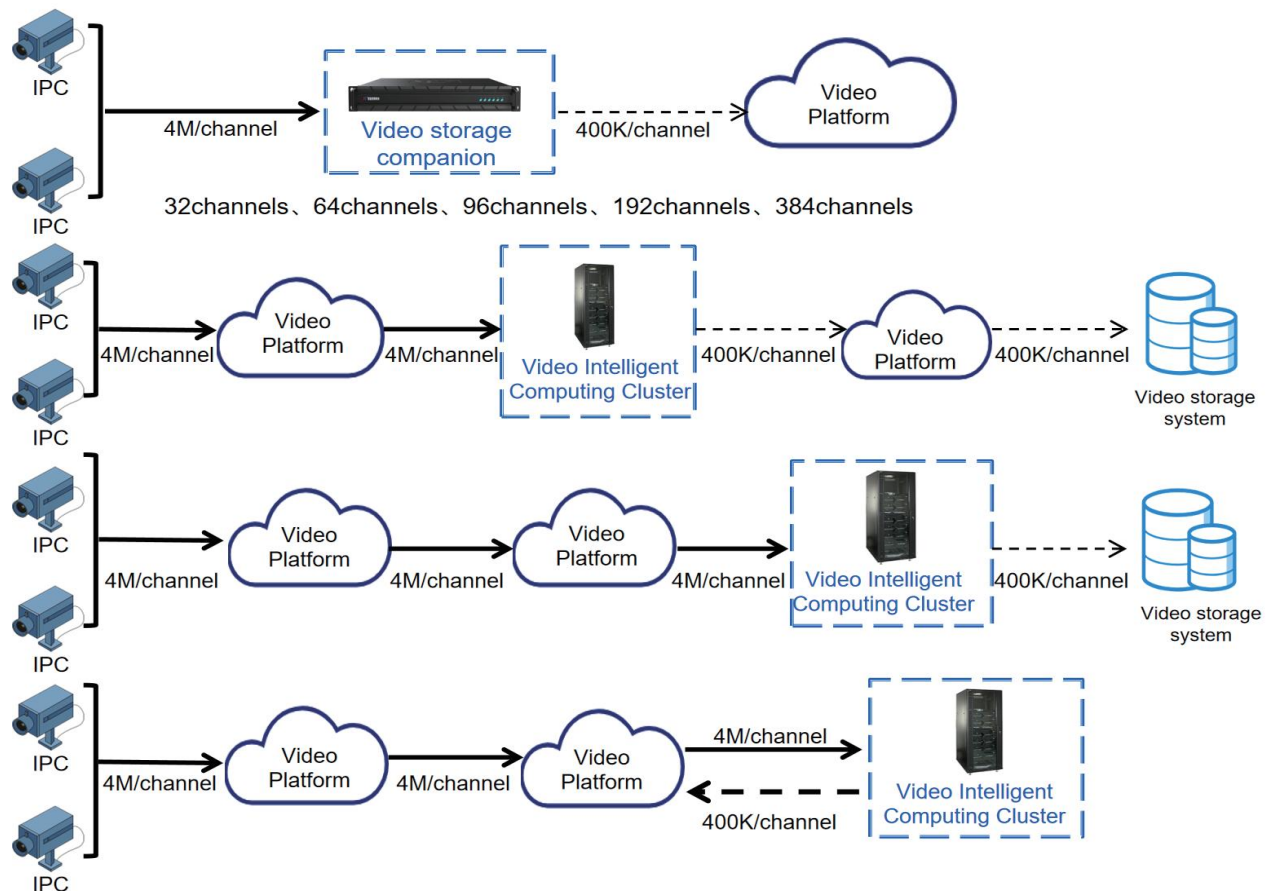 IPC
4M/channel
Video storage
companion
400K/channel
Video
Platform
IPC
32channels、64channels、96channels、192channels、384channels
IPC
4M/channel
Video
Platform
4M/channel
Video Intelligent
Computing Cluster
400K/channel
Video
Platform
400K/channel
Video storage
system
IPC
IPC
4M/channel
Video
Platform
4M/channel
Video
Platform
4M/channel
Video Intelligent
Computing Cluster
400K/channel
Video storage
system
IPC
IPC
4M/channel
Video
Platform
4M/channel
Video
Platform
4M/channel
400K/channel
Video Intelligent
Computing Cluster
IPC